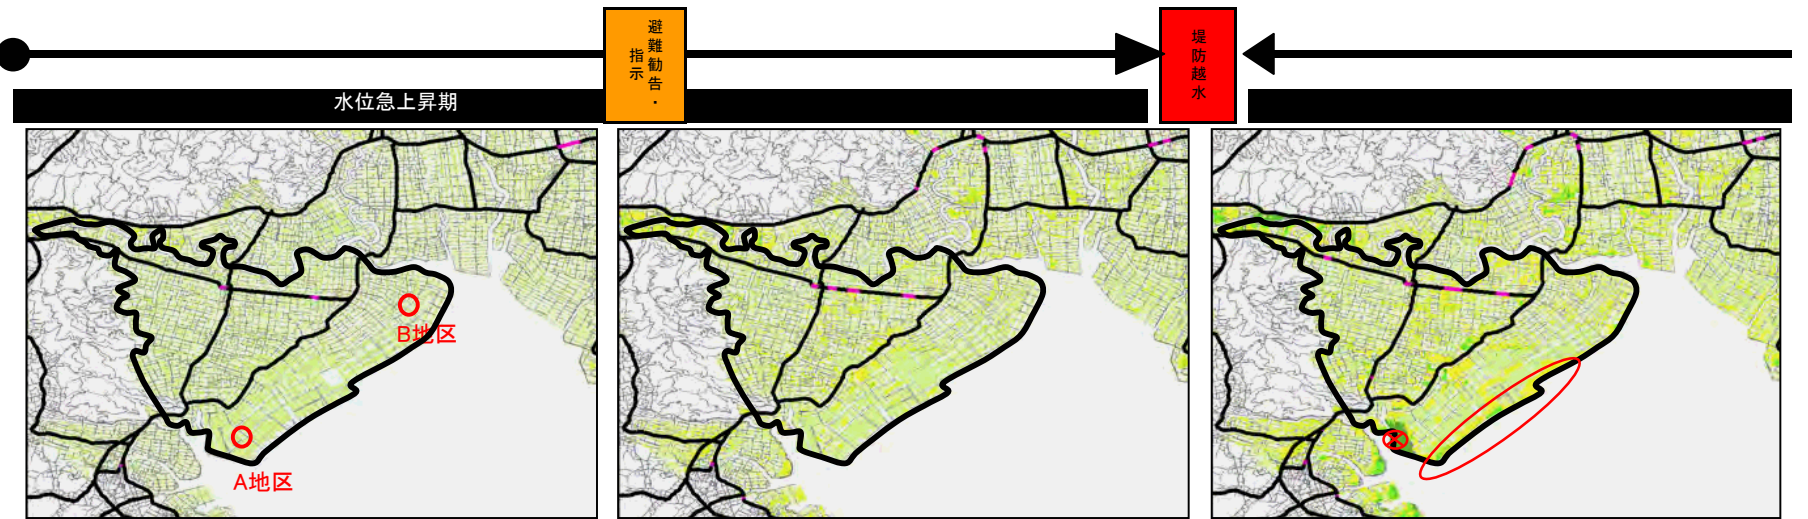 避難勧告・
指示
堤防越水
水位急上昇期
B地区
A地区